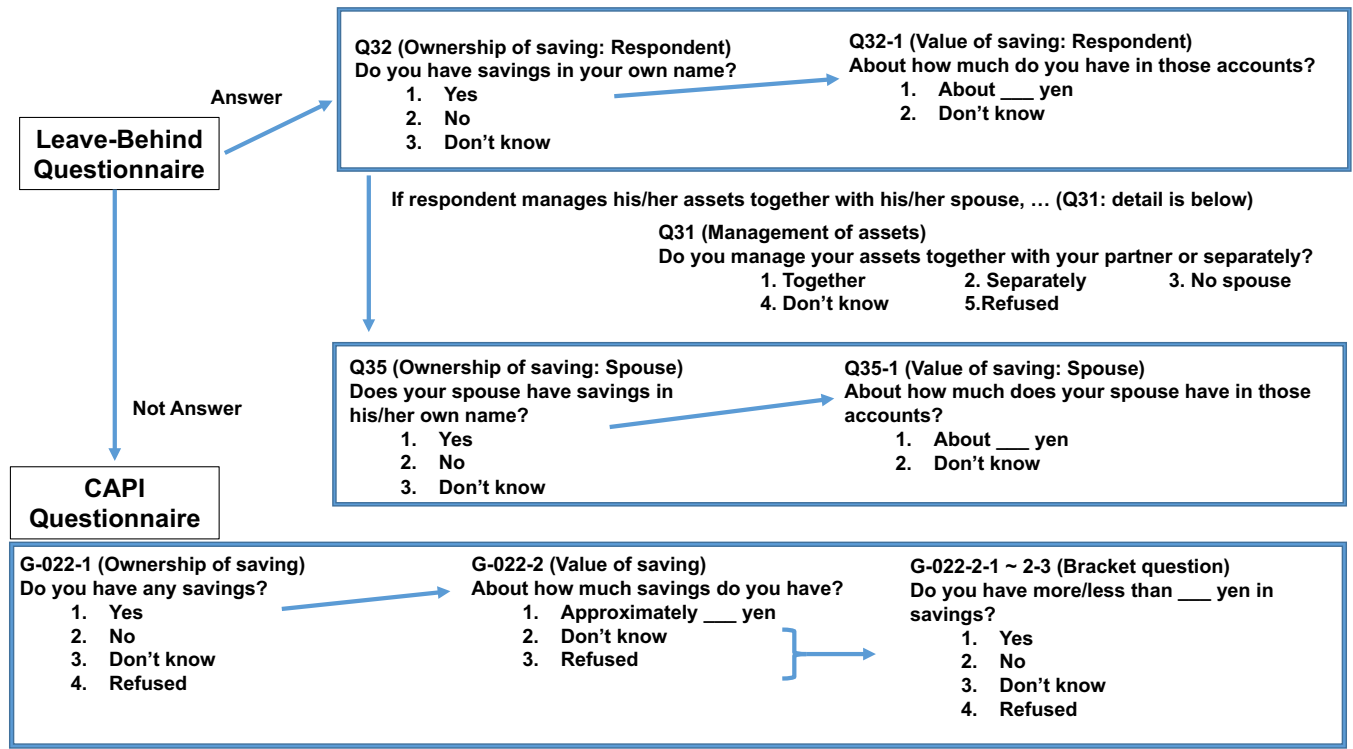 Answer
Leave-Behind
Questionnaire
Q32 (Ownership of saving: Respondent)
Do you have savings in your own name?
1. Yes
2. No
3. Don’t know
Q32-1 (Value of saving: Respondent)
About how much do you have in those accounts?
1. About ___ yen
2. Don’t know
If respondent manages his/her assets together with his/her spouse, … (Q31: detail is below)
Q31 (Management of assets)
Do you manage your assets together with your partner or separately?
1. Together 2. Separately 3. No spouse
4. Don’t know 5.Refused
Q35 (Ownership of saving: Spouse)
Does your spouse have savings in
his/her own name?
1. Yes
2. No
3. Don’t know
Q35-1 (Value of saving: Spouse)
About how much does your spouse have in those
accounts?
1. About ___ yen
2. Don’t know
Not Answer
CAPI
Questionnaire
G-022-1 (Ownership of saving)
Do you have any savings?
1. Yes
2. No
3. Don’t know
4. Refused
G-022-2 (Value of saving)
About how much savings do you have?
1. Approximately ___ yen
2. Don’t know
3. Refused
G-022-2-1 ~ 2-3 (Bracket question)
Do you have more/less than ___ yen in
savings?
1. Yes
2. No
3. Don’t know
4. Refused